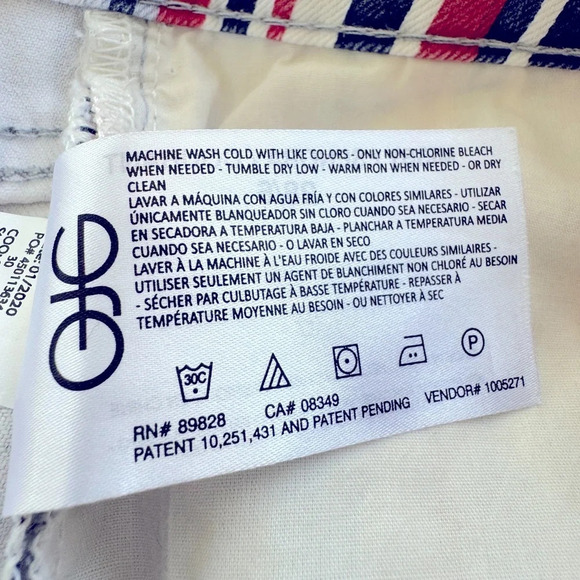 MACHINE WASH COLD WITH LIKE COLORS - ONLY NON-CHLORINE BLEACH
WHEN NEEDED - TUMBLE DRY LOW - WARM IRON WHEN NEEDED - OR DRY
CLEAN
LAVAR A MÁQUINA CON AGUA FRÍA Y CON COLORES SIMILARES - UTILIZAR
ÚNICAMENTE BLANQUEADOR SIN CLORO CUANDO SEA NECESARIO - SECAR
EN SECADORA A TEMPERATURA BAJA - PLANCHAR A TEMPERATURA MEDIA
CUANDO SEA NECESARIO - O LAVAR EN SECO
LAVER À LA MACHINE À L'EAU FROIDE AVEC DES COULEURS SIMILAIRES -
UTILISER SEULEMENT UN AGENT DE BLANCHIMENT NON CHLORÉ AU BESOIN
- SÉCHER PAR CULBUTAGE À BASSE TEMPÉRATURE - REPASSER À
TEMPÉRATURE MOYENNE AU BESOIN - OU NETTOYER À SEC
30C
P
RN# 89828 CA# 08349 VENDOR# 1005271
PATENT 10,251,431 AND PATENT PENDING
01/2020
PO# 450113634
30